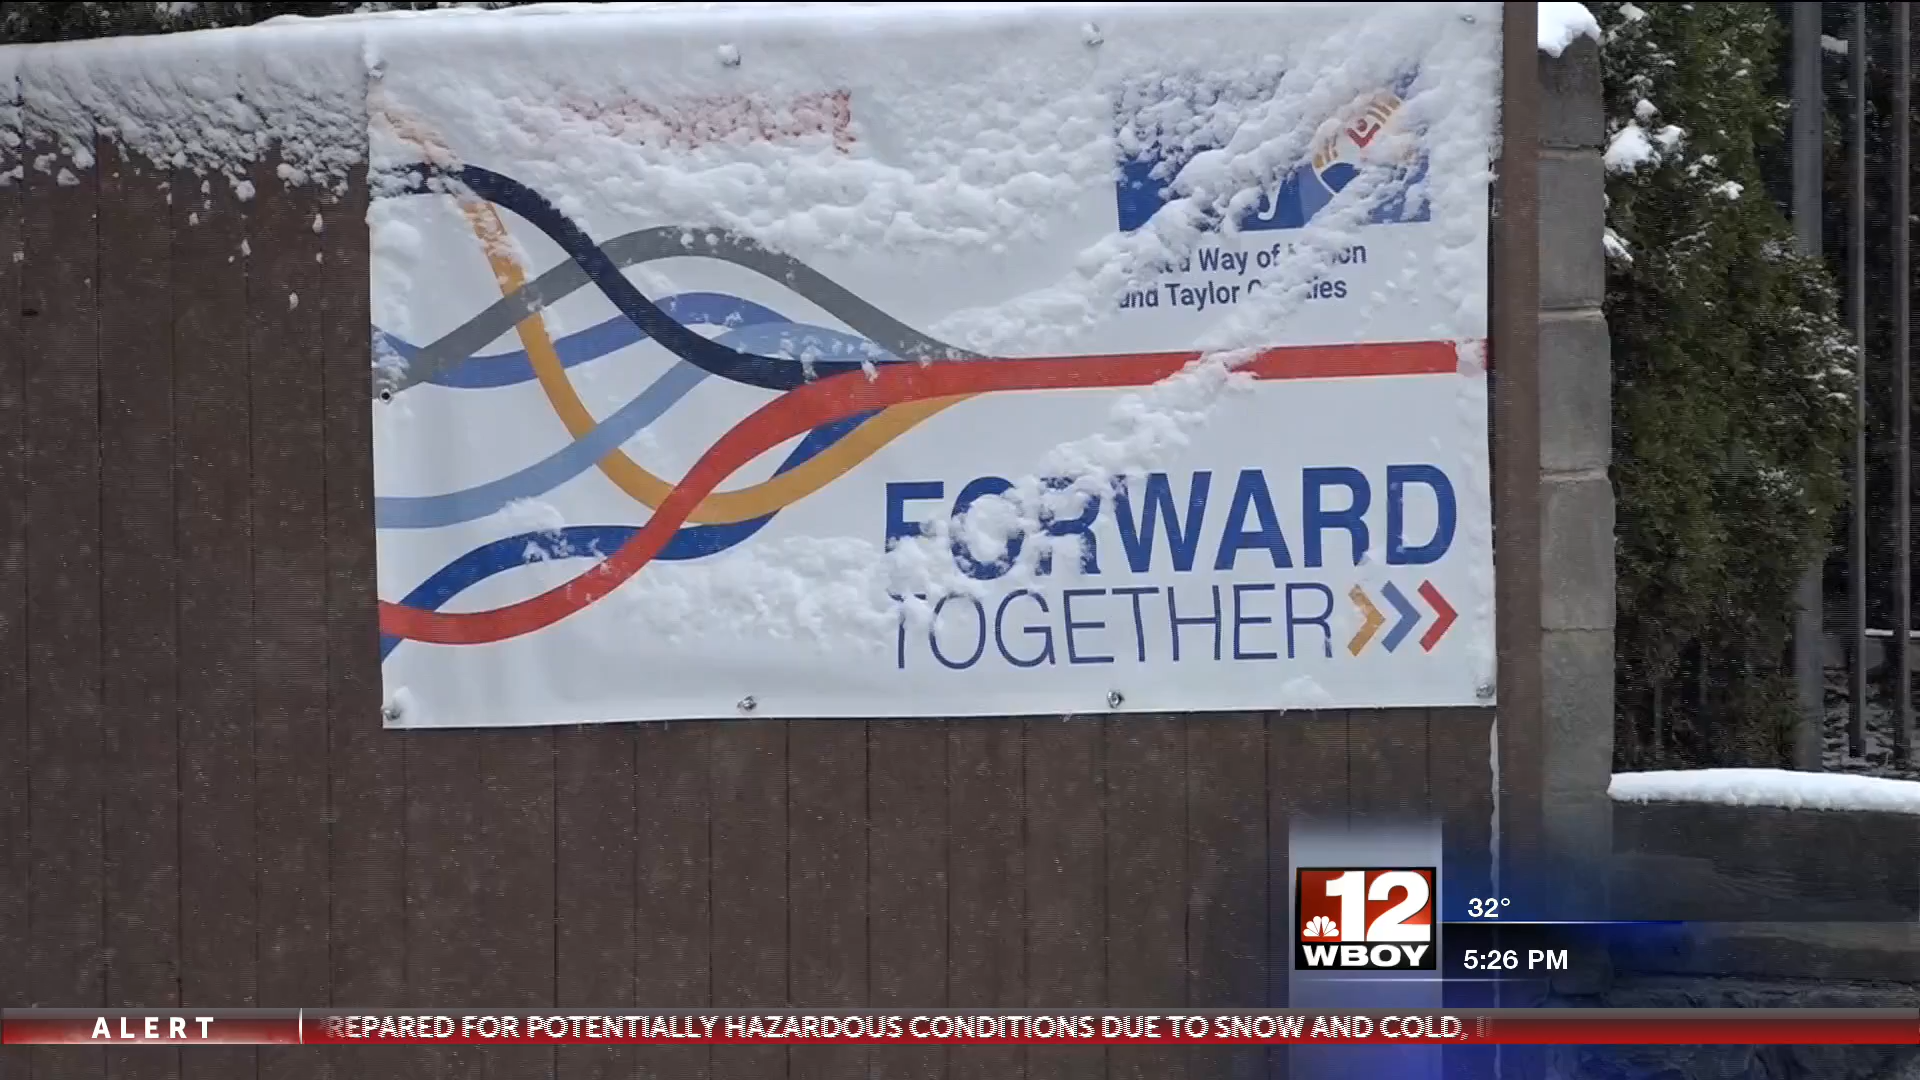 Way of
and Taylor
FORWARD
TOGETHER
12
WBOY
32°
5:26 PM
ALERT
REPARED FOR POTENTIALLY HAZARDOUS CONDITIONS DUE TO SNOW AND COLD,